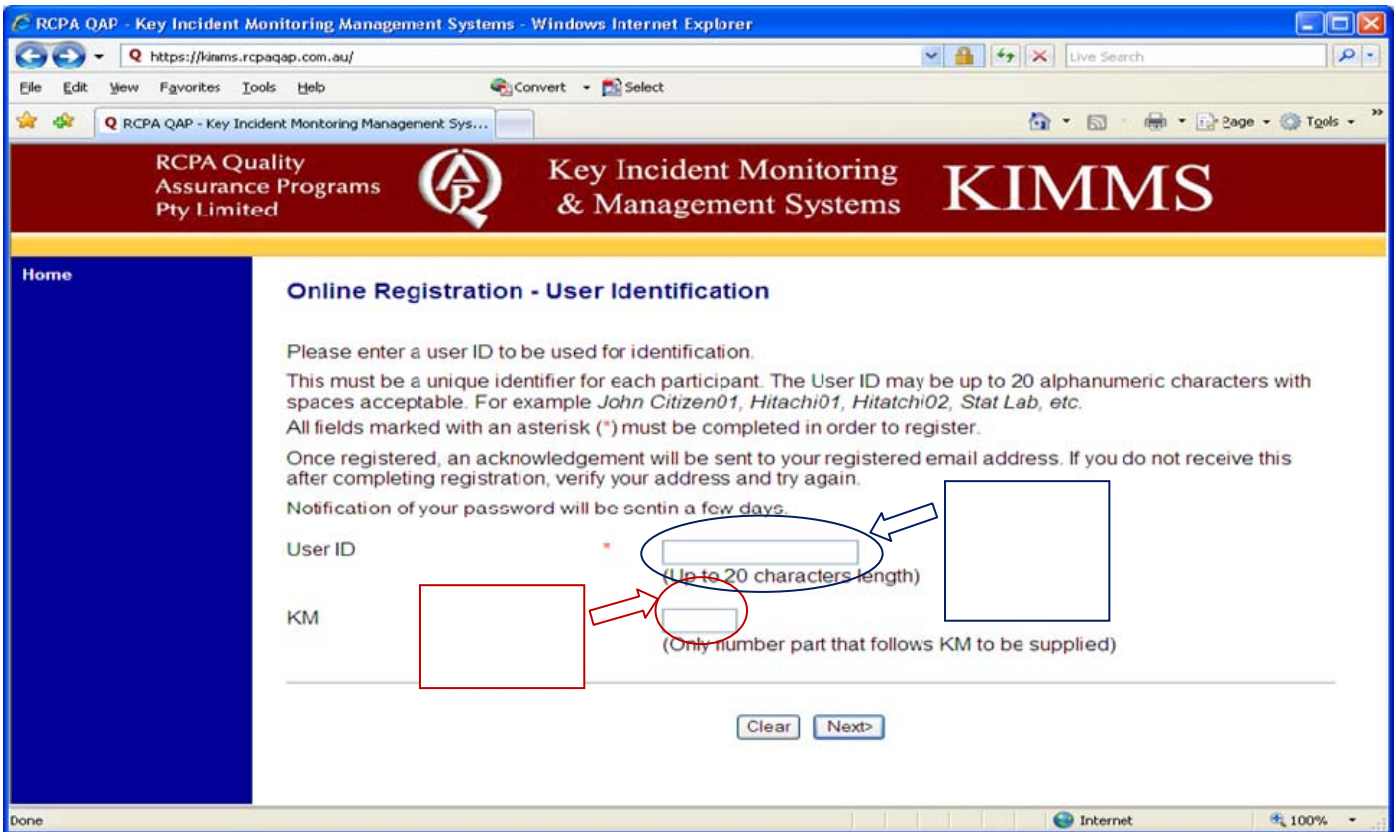 RCPA QAP - Key Incident Monitoring Management Systems - Windows Internet Explorer
https://kimms.rcpaqap.com.au/
Live Search
File Edit View Favorites Tools Help
Convert Select
RCPA QAP - Key Incident Montoring Management Sys...
Page Tools
RCPA Quality
Assurance Programs
Pty Limited
QAP
Key Incident Monitoring
& Management Systems
KIMMS
Home
Online Registration - User Identification
Please enter a user ID to be used for identification.
This must be a unique identifier for each participant. The User ID may be up to 20 alphanumeric characters with
spaces acceptable. For example John Citizen01, Hitachi01, Hitatchi02, Stat Lab, etc.
All fields marked with an asterisk (*) must be completed in order to register.
Once registered, an acknowledgement will be sent to your registered email address. If you do not receive this
after completing registration, verify your address and try again.
Notification of your password will be sentin a few days.
User ID *
(Up to 20 characters length)
KM
(Only number part that follows KM to be supplied)
Clear Next>
Done Internet 100%